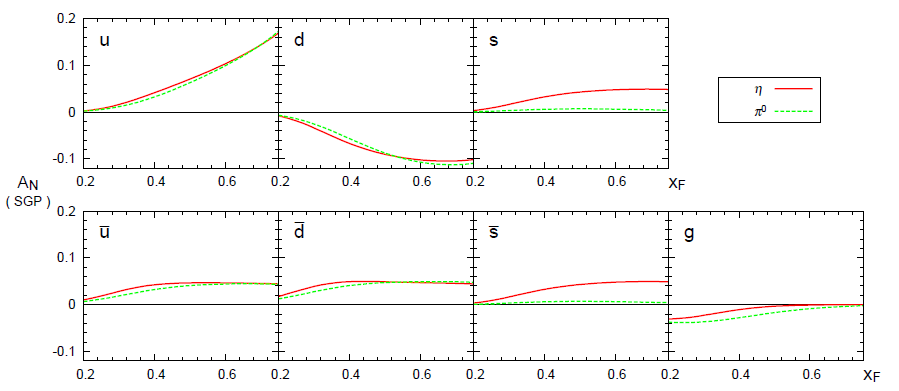 0.2
u
d
s
0.1
η
π⁰
0
-0.1
0.2 0.4 0.6 0.2 0.4 0.6 0.2 0.4 0.6 x_F
A_N
( SGP )
0.2
u̅
d̅
s̅
g
0.1
0
-0.1
0.2 0.4 0.6 0.2 0.4 0.6 0.2 0.4 0.6 0.2 0.4 0.6 x_F